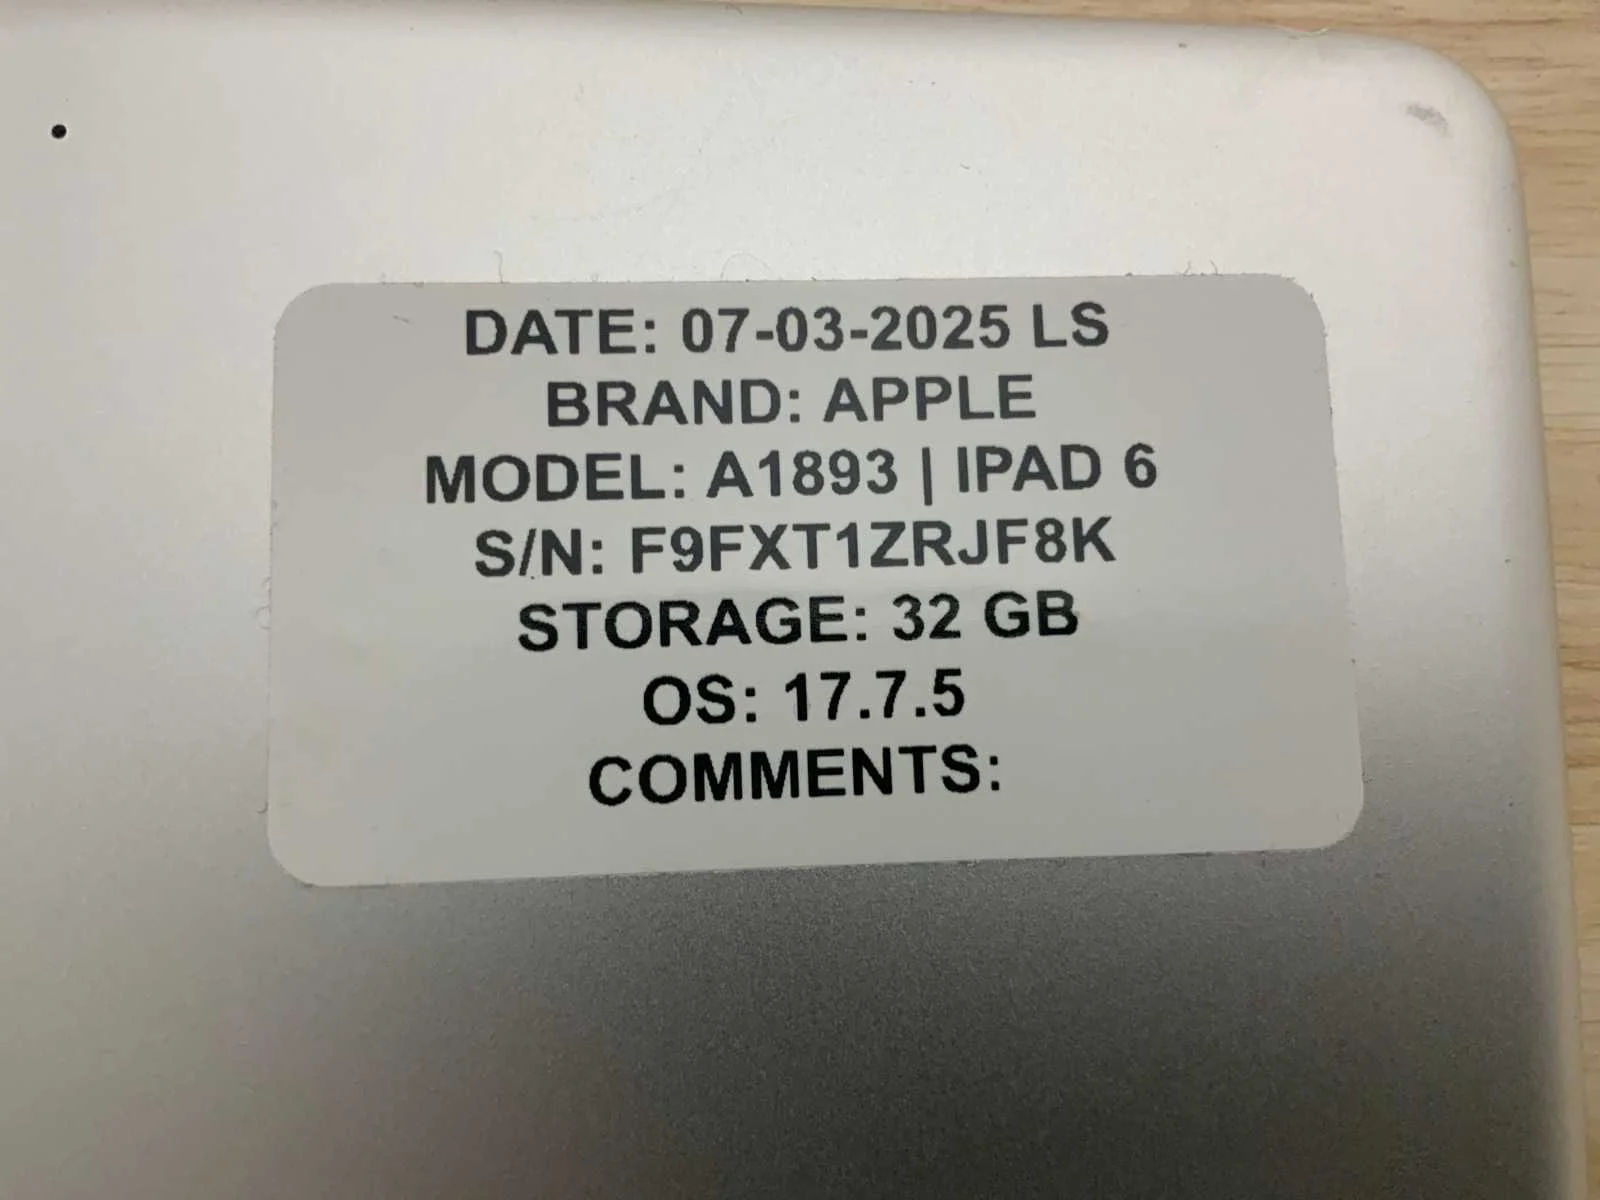 DATE: 07-03-2025 LS
BRAND: APPLE
MODEL: A1893 | IPAD 6
S/N: F9FXT1ZRJF8K
STORAGE: 32 GB
OS: 17.7.5
COMMENTS: